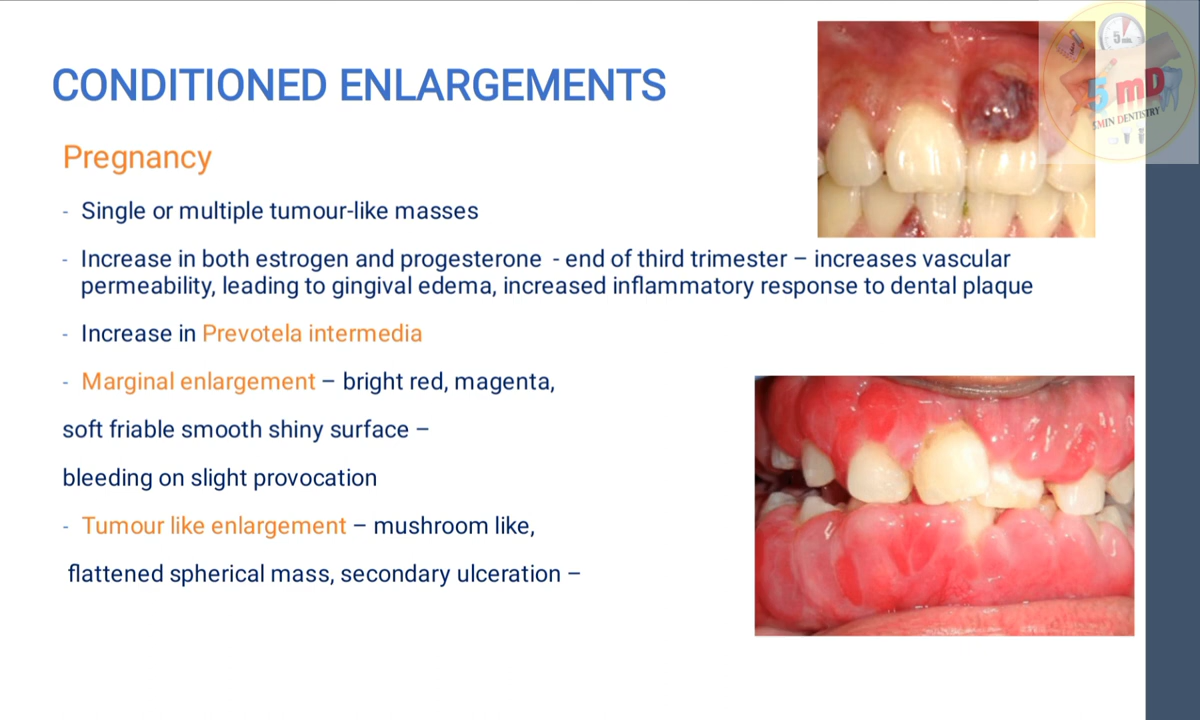 CONDITIONED ENLARGEMENTS
Pregnancy
- Single or multiple tumour-like masses
- Increase in both estrogen and progesterone - end of third trimester – increases vascular
permeability, leading to gingival edema, increased inflammatory response to dental plaque
- Increase in Prevotela intermedia
- Marginal enlargement – bright red, magenta,
soft friable smooth shiny surface –
bleeding on slight provocation
- Tumour like enlargement – mushroom like,
flattened spherical mass, secondary ulceration –
5 min.
5 mD
5MIN DENTISTRY